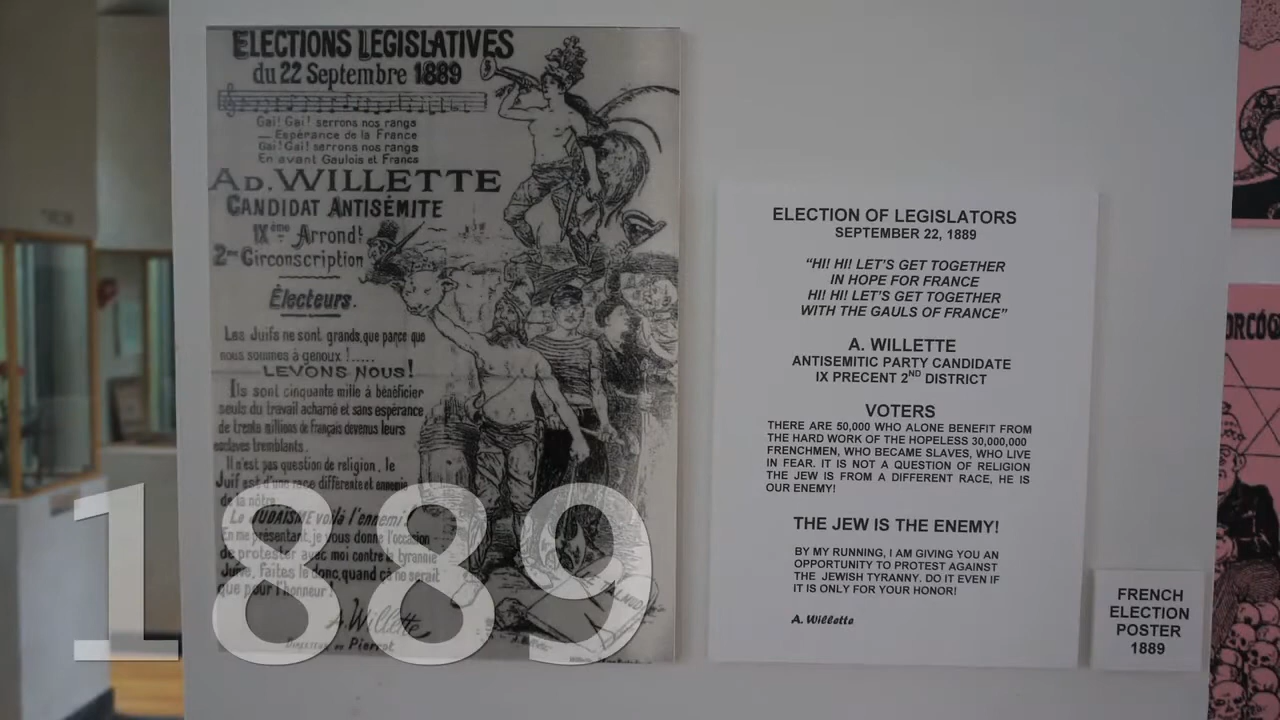 ELECTIONS LEGISLATIVES
du 22 Septembre 1889
Gai! Gai! serrons nos rangs
— Espérance de la France
Gai! Gai! serrons nos rangs
En avant Gaulois et Francs
AD. WILLETTE
CANDIDAT ANTISÉMITE
IXème Arrondt
2me Circonscription
Électeurs.
Les Juifs ne sont grands, que parce que
nous sommes à genoux !.....
LEVONS NOUS!
Ils sont cinquante mille à bénéficier
seuls du travail acharné et sans espérance
de trente millions de Français devenus leurs
esclaves tremblants.
Il n'est pas question de religion, le
Juif est d'une race différente et ennemie
de la nôtre.
Le JUDAISME voilà l'ennemi!
En me présentant, je vous donne l'occasion
de protester avec moi contre la tyrannie
Juive, faites le donc, quand ça ne serait
que pour l'honneur!
A. Willette
DIRECTEUR du Pierrot
1889
ELECTION OF LEGISLATORS
SEPTEMBER 22, 1889
“HI! HI! LET’S GET TOGETHER
IN HOPE FOR FRANCE
HI! HI! LET’S GET TOGETHER
WITH THE GAULS OF FRANCE”
A. WILLETTE
ANTISEMITIC PARTY CANDIDATE
IX PRECENT 2ND DISTRICT
VOTERS
THERE ARE 50,000 WHO ALONE BENEFIT FROM
THE HARD WORK OF THE HOPELESS 30,000,000
FRENCHMEN, WHO BECAME SLAVES, WHO LIVE
IN FEAR. IT IS NOT A QUESTION OF RELIGION
THE JEW IS FROM A DIFFERENT RACE, HE IS
OUR ENEMY!
THE JEW IS THE ENEMY!
BY MY RUNNING, I AM GIVING YOU AN
OPPORTUNITY TO PROTEST AGAINST
THE JEWISH TYRANNY. DO IT EVEN IF
IT IS ONLY FOR YOUR HONOR!
A. Willette
FRENCH
ELECTION
POSTER
1889